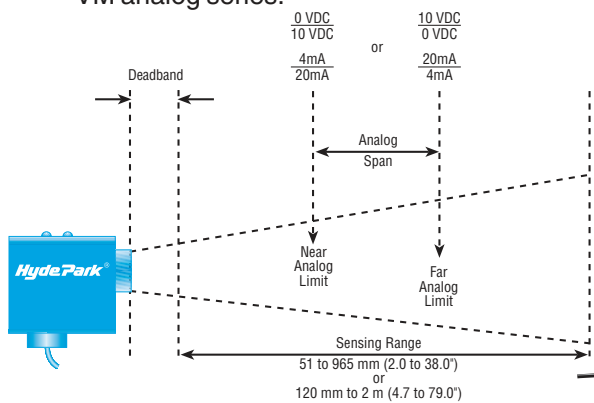 VM analog series.
0 VDC
10 VDC
or
10 VDC
0 VDC
4mA
20mA
20mA
4mA
Deadband
Analog
Span
Near
Analog
Limit
Far
Analog
Limit
Hyde Park®
Sensing Range
51 to 965 mm (2.0 to 38.0")
or
120 mm to 2 m (4.7 to 79.0")